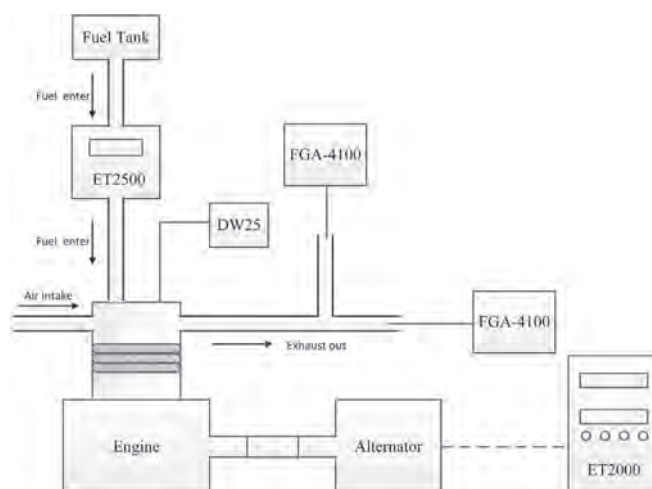 Fuel Tank
Fuel enter
ET2500
FGA-4100
DW25
Fuel enter
Air intake
FGA-4100
Exhaust out
Engine
Alternator
ET2000